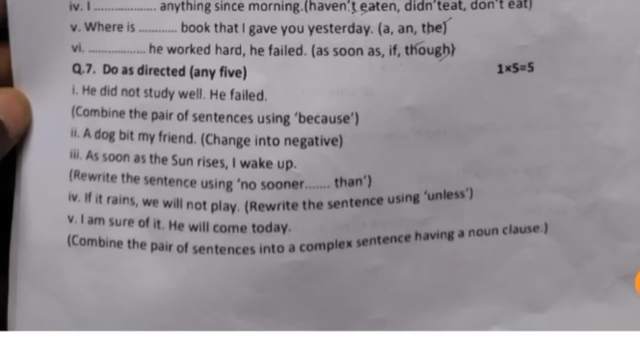 iv. I .................. anything since morning.(haven't eaten, didn'teat, don't eat)
v. Where is ........... book that I gave you yesterday. (a, an, the)
vi. ................. he worked hard, he failed. (as soon as, if, though)
Q.7. Do as directed (any five) 1×5=5
i. He did not study well. He failed.
(Combine the pair of sentences using 'because')
ii. A dog bit my friend. (Change into negative)
iii. As soon as the Sun rises, I wake up.
(Rewrite the sentence using 'no sooner....... than')
iv. If it rains, we will not play. (Rewrite the sentence using 'unless')
v. I am sure of it. He will come today.
(Combine the pair of sentences into a complex sentence having a noun clause.)